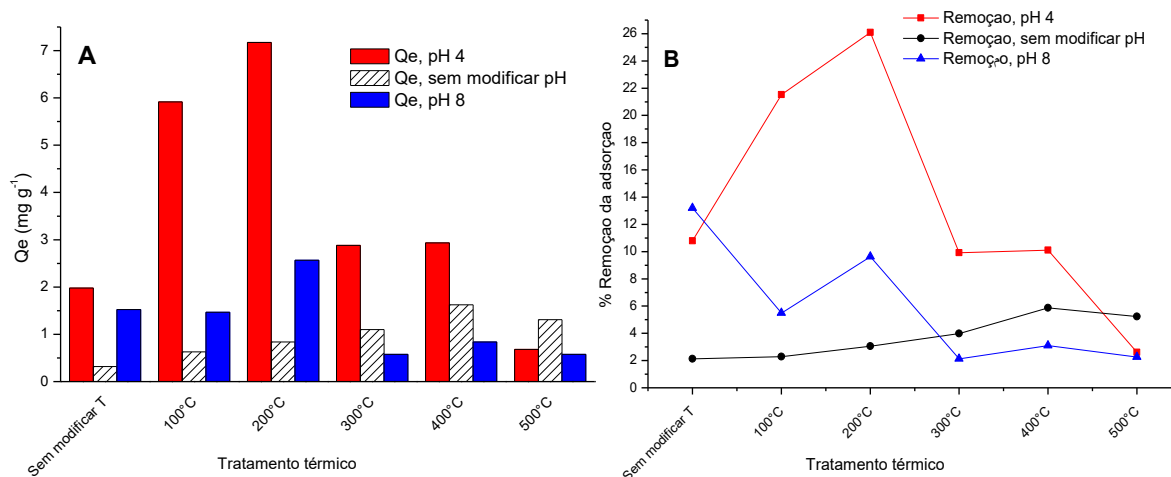 A
Qe, pH 4
Qe, sem modificar pH
Qe, pH 8
Qe (mg g-1)
7
6
5
4
3
2
1
0
Sem modificar T
100°C
200°C
300°C
400°C
500°C
Tratamento térmico
B
Remoçao, pH 4
Remoçao, sem modificar pH
pH 8
% Remoçao da adsorçao
26
24
22
20
18
16
14
12
10
8
6
4
2
0
Sem modificar T
100°C
200°C
300°C
400°C
500°C
Tratamento térmico